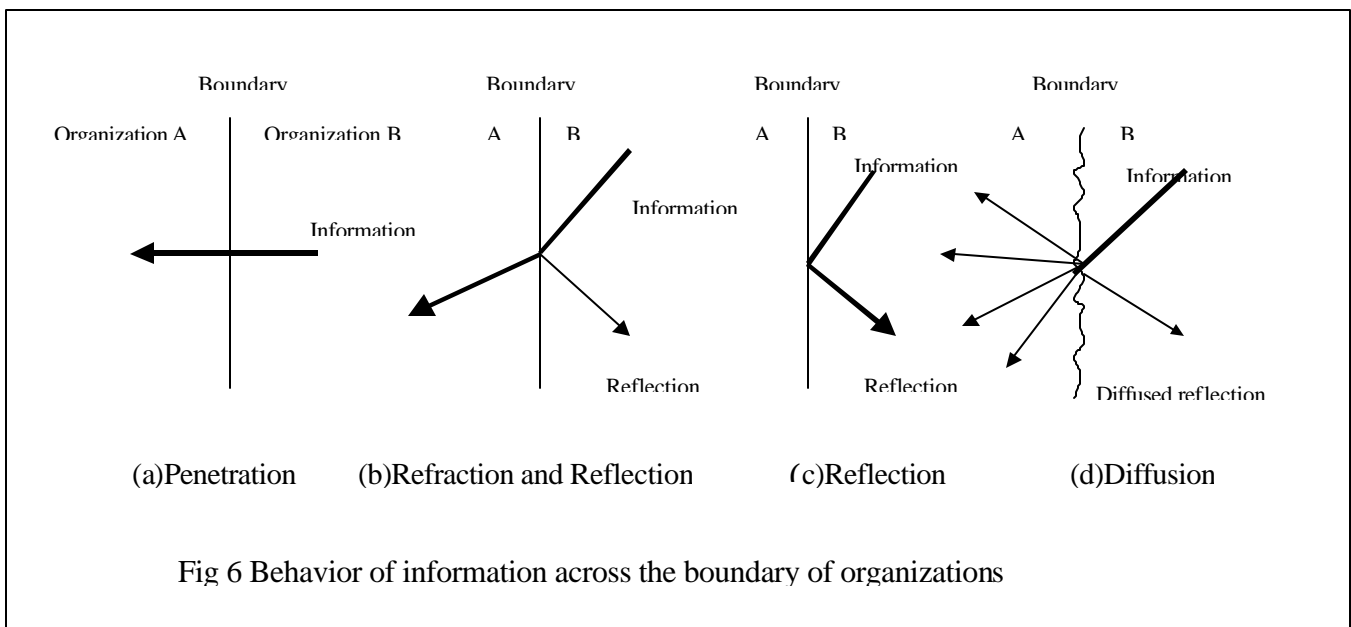 Boundary Boundary Boundary Boundary
Organization A Organization B A B A B A B
Information Information
Information
Information
Reflection Reflection Diffused reflection
(a)Penetration (b)Refraction and Reflection (c)Reflection (d)Diffusion
Fig 6 Behavior of information across the boundary of organizations